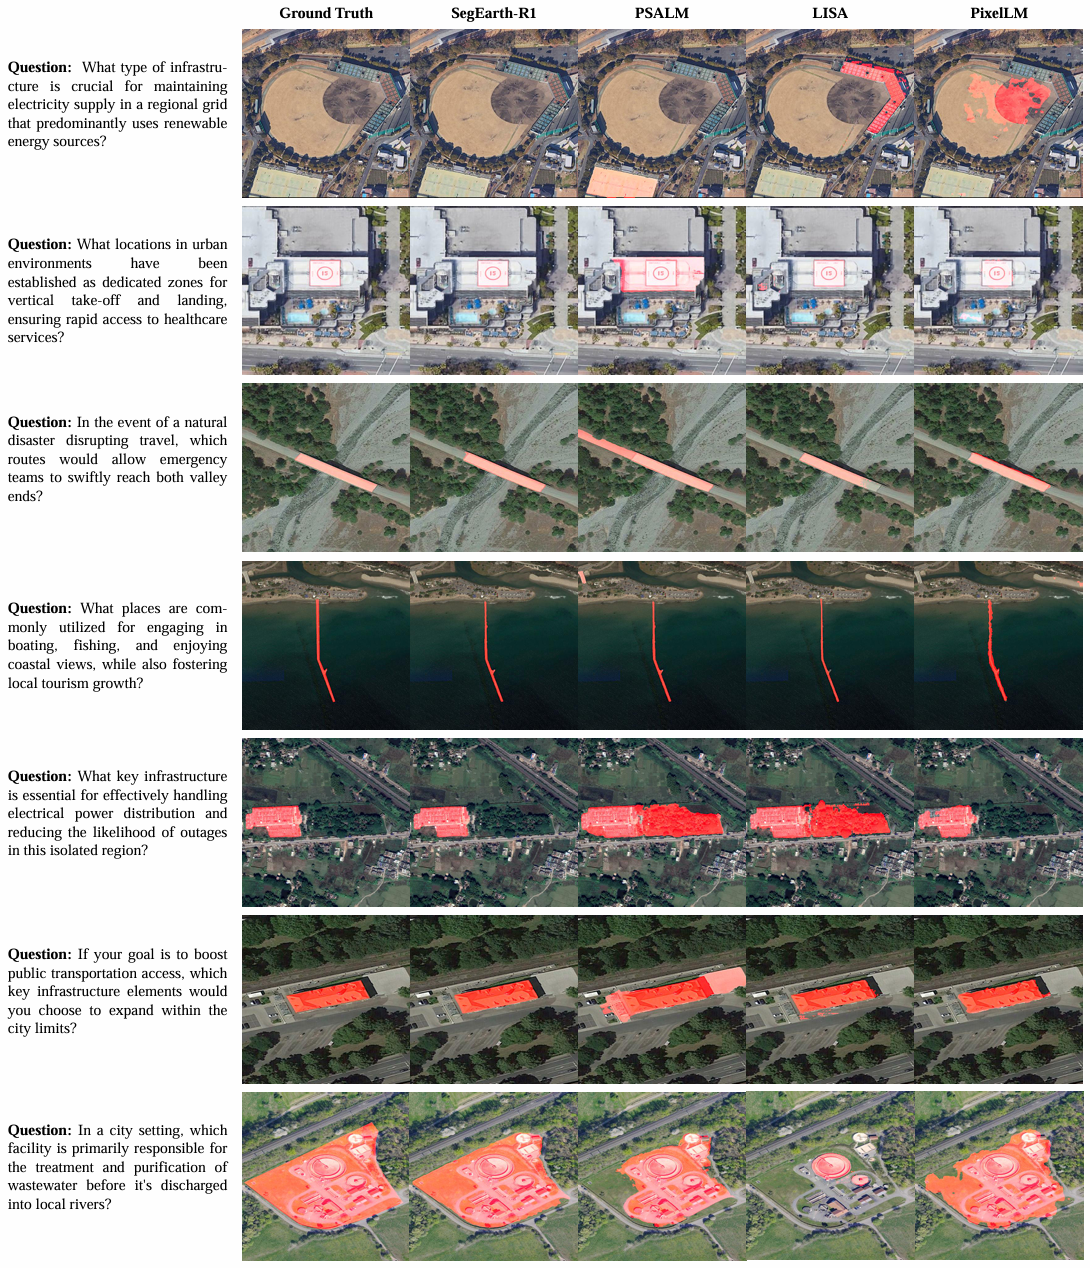 Ground Truth
SegEarth-R1
PSALM
LISA
PixelLM
Question: What type of infrastru-
cture is crucial for maintaining
electricity supply in a regional grid
that predominantly uses renewable
energy sources?
Question: What locations in urban
environments have been
established as dedicated zones for
vertical take-off and landing,
ensuring rapid access to healthcare
services?
Question: In the event of a natural
disaster disrupting travel, which
routes would allow emergency
teams to swiftly reach both valley
ends?
Question: What places are com-
monly utilized for engaging in
boating, fishing, and enjoying
coastal views, while also fostering
local tourism growth?
Question: What key infrastructure
is essential for effectively handling
electrical power distribution and
reducing the likelihood of outages
in this isolated region?
Question: If your goal is to boost
public transportation access, which
key infrastructure elements would
you choose to expand within the
city limits?
Question: In a city setting, which
facility is primarily responsible for
the treatment and purification of
wastewater before it's discharged
into local rivers?